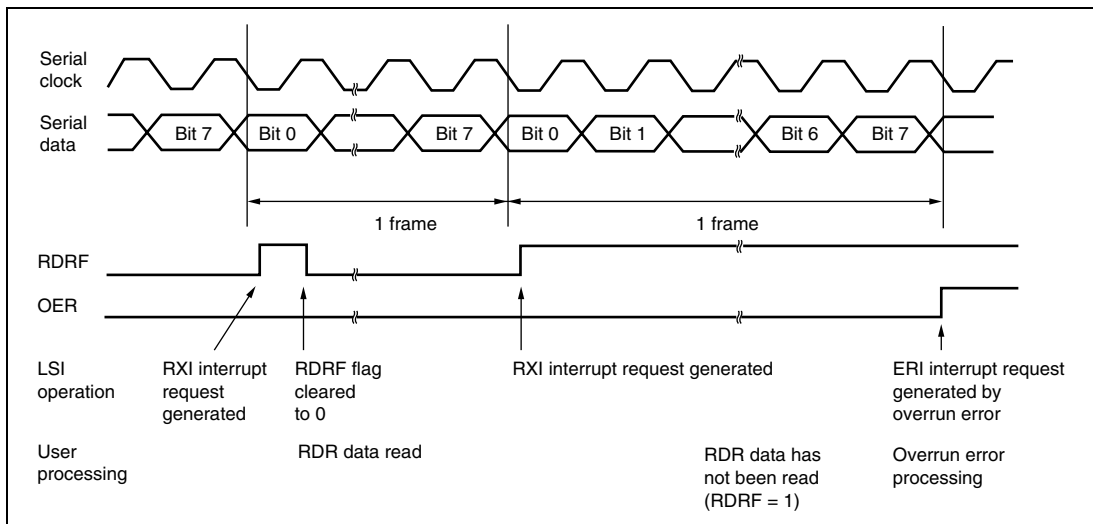 Serial
clock
Serial
data
Bit 7
Bit 0
Bit 7
Bit 0
Bit 1
Bit 6
Bit 7
1 frame
1 frame
RDRF
OER
LSI
operation
RXI interrupt
request
generated
RDRF flag
cleared
to 0
RXI interrupt request generated
ERI interrupt request
generated by
overrun error
User
processing
RDR data read
RDR data has
not been read
(RDRF = 1)
Overrun error
processing